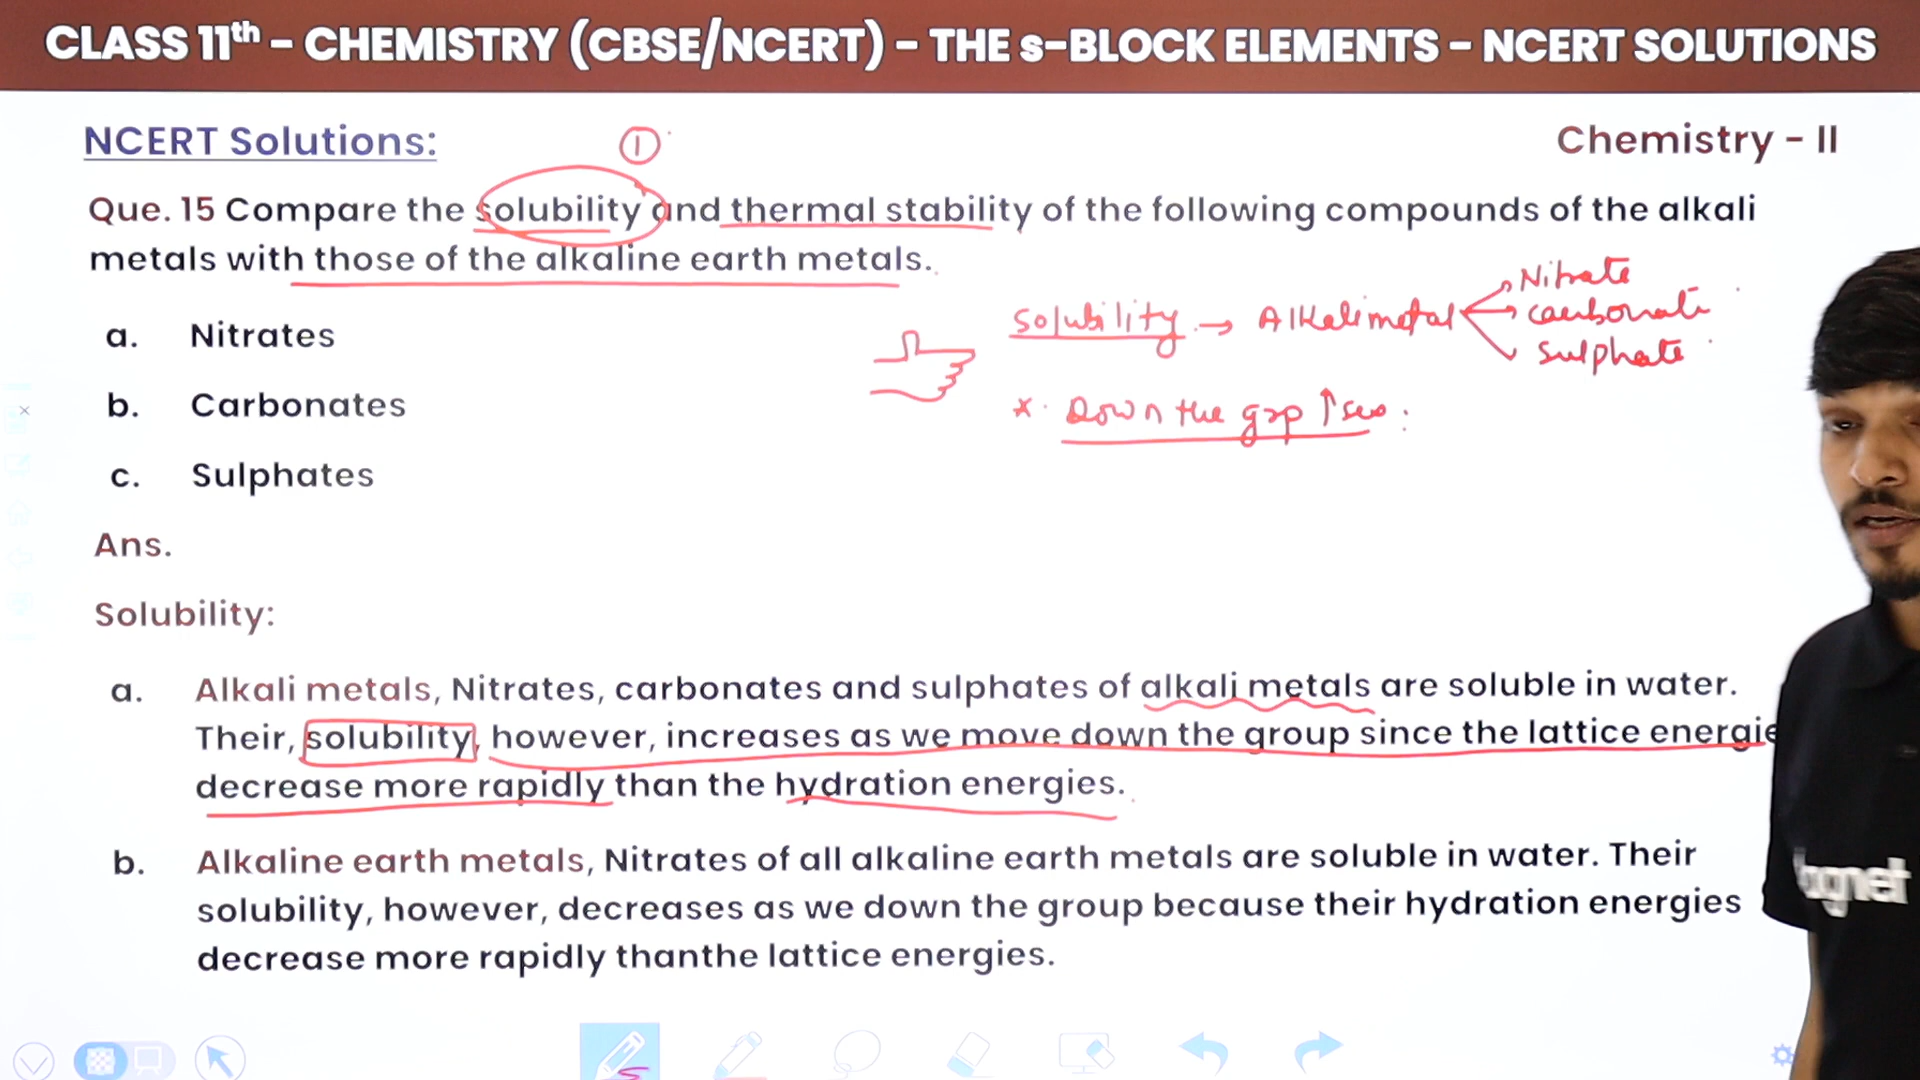 CLASS 11th - CHEMISTRY (CBSE/NCERT) - THE s-BLOCK ELEMENTS - NCERT SOLUTIONS
NCERT Solutions:
1
Chemistry - II
Que. 15 Compare the solubility and thermal stability of the following compounds of the alkali
metals with those of the alkaline earth metals.
a. Nitrates
b. Carbonates
c. Sulphates
Solubility → Alkali metal
Nitrate
Carbonate
Sulphate
* Down the grp ↑ses
Ans.
Solubility:
a. Alkali metals, Nitrates, carbonates and sulphates of alkali metals are soluble in water.
Their, solubility, however, increases as we move down the group since the lattice energie
decrease more rapidly than the hydration energies.
b. Alkaline earth metals, Nitrates of all alkaline earth metals are soluble in water. Their
solubility, however, decreases as we down the group because their hydration energies
decrease more rapidly thanthe lattice energies.
agnet